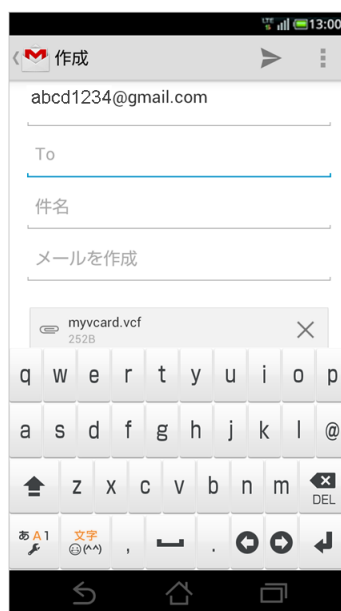 LTE 13:00
作成
abcd1234@gmail.com
To
件名
メールを作成
myvcard.vcf
252B
q w e r t y u i o p
a s d f g h j k l @
z x c v b n m DEL
あA1 文字 , .
(^^)